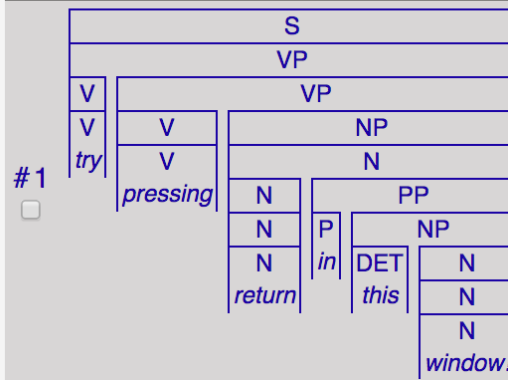 S
VP
V VP
V V NP
try V N
#1 pressing N PP
N P NP
N in DET N
return this N
N
window.